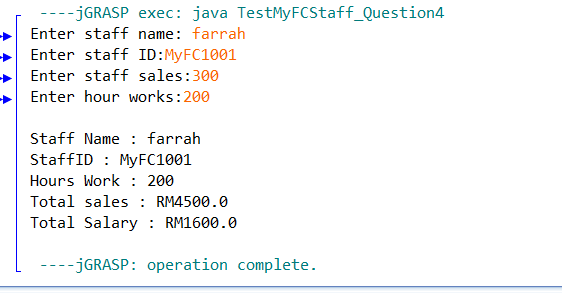 ----jGRASP exec: java TestMyFCStaff_Question4
Enter staff name: farrah
Enter staff ID:MyFC1001
Enter staff sales:300
Enter hour works:200
Staff Name : farrah
StaffID : MyFC1001
Hours Work : 200
Total sales : RM4500.0
Total Salary : RM1600.0
----jGRASP: operation complete.